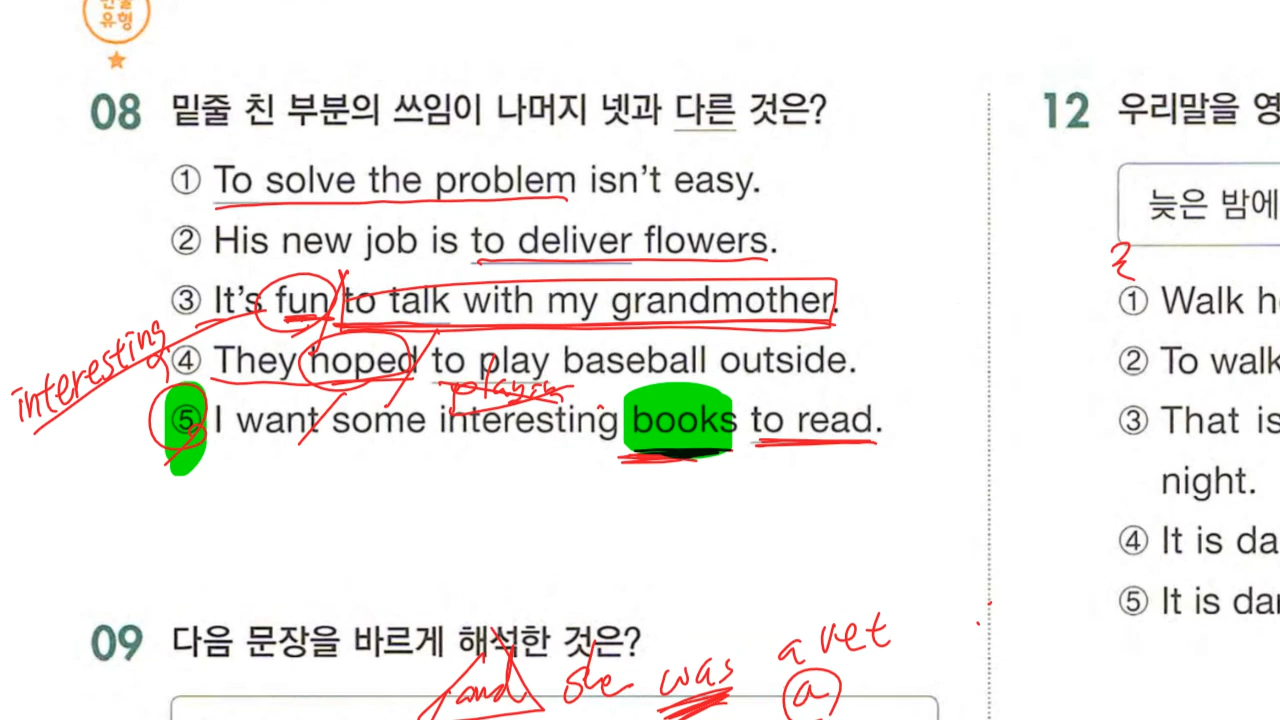 유형
08 밑줄 친 부분의 쓰임이 나머지 넷과 다른 것은?
① To solve the problem isn't easy.
② His new job is to deliver flowers.
③ It's fun to talk with my grandmother.
interesting
④ They hoped to play baseball outside.
⑤ I want some interesting books to read.
09 다음 문장을 바르게 해석한 것은?
and she was a vet
a
12 우리말을 영
늦은 밤에
① Walk h
② To walk
③ That is
night.
④ It is da
⑤ It is dar